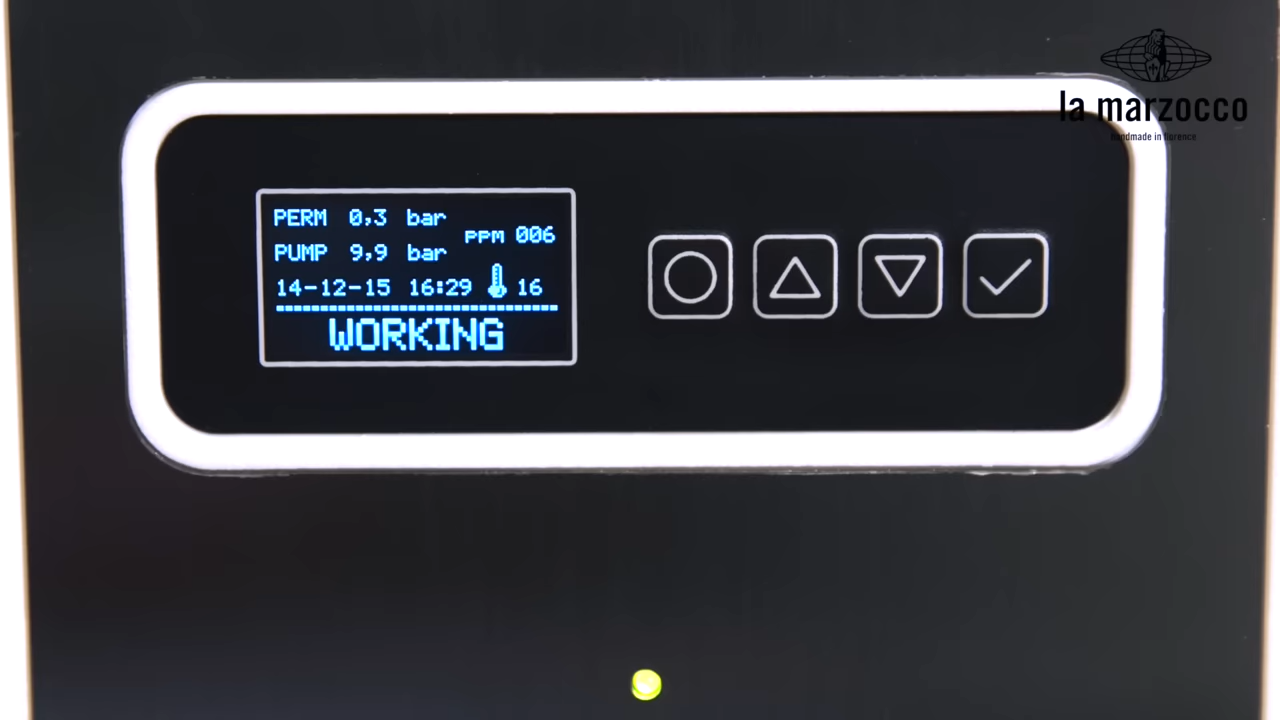 la marzocco
handmade in florence
PERM 0,3 bar
PPM 006
PUMP 9,9 bar
14-12-15 16:29 16
WORKING